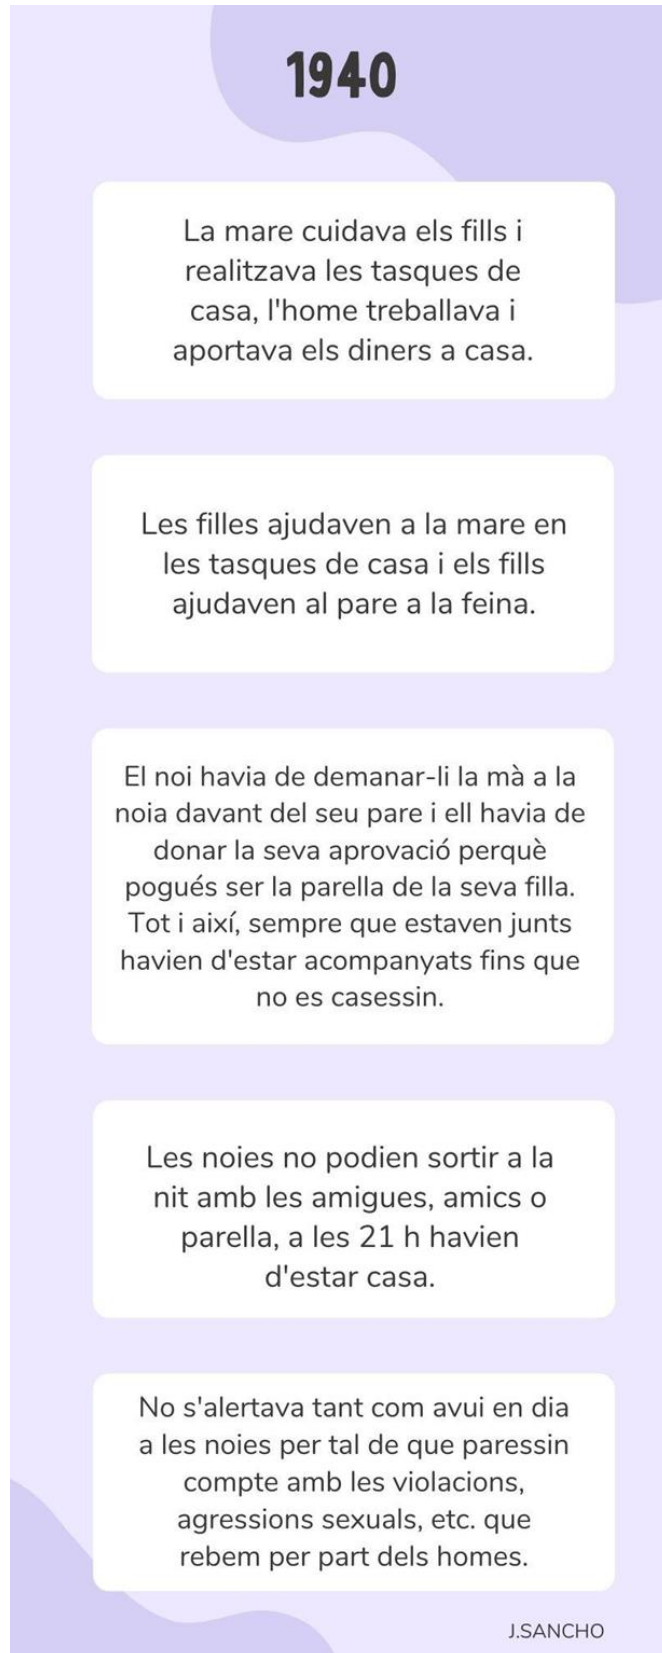 1940
La mare cuidava els fills i
realitzava les tasques de
casa, l'home treballava i
aportava els diners a casa.
Les filles ajudaven a la mare en
les tasques de casa i els fills
ajudaven al pare a la feina.
El noi havia de demanar-li la mà a la
noia davant del seu pare i ell havia de
donar la seva aprovació perquè
pogués ser la parella de la seva filla.
Tot i així, sempre que estaven junts
havien d'estar acompanyats fins que
no es casessin.
Les noies no podien sortir a la
nit amb les amigues, amics o
parella, a les 21 h havien
d'estar casa.
No s'alertava tant com avui en dia
a les noies per tal de que paressin
compte amb les violacions,
agressions sexuals, etc. que
rebem per part dels homes.
J.SANCHO